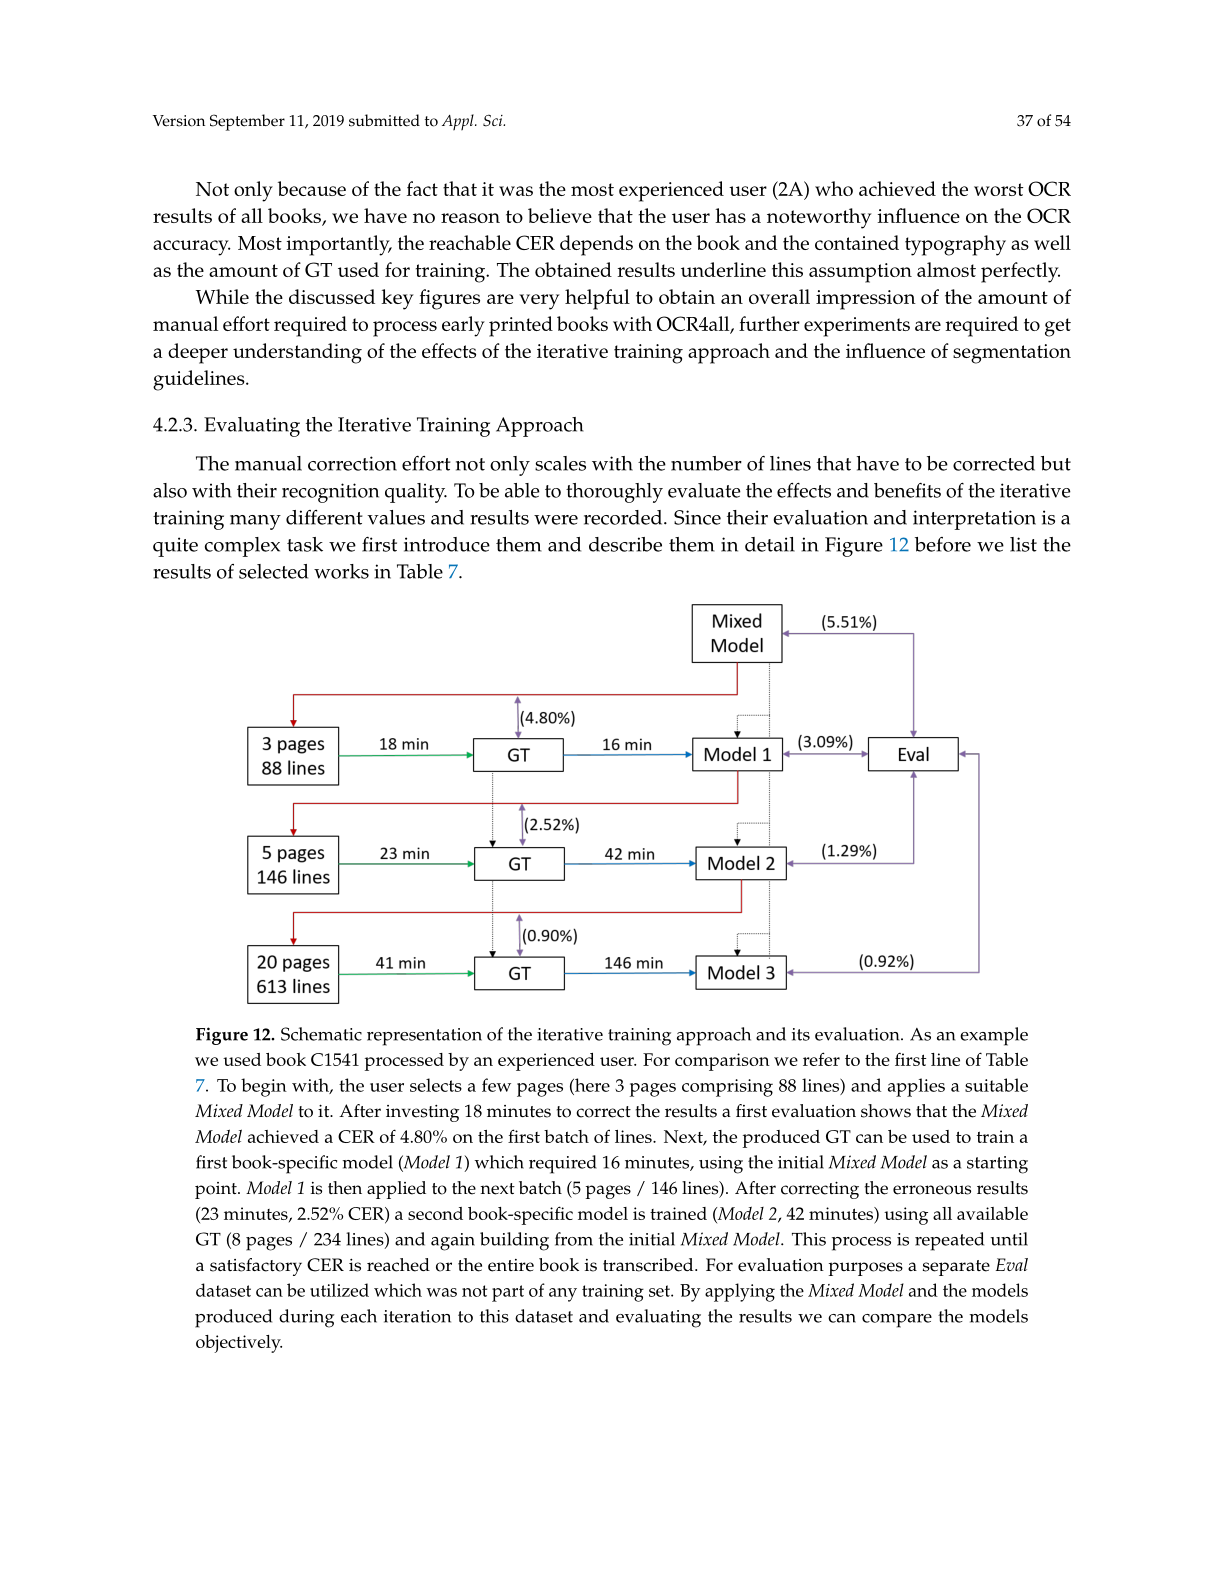 Version September 11, 2019 submitted to Appl. Sci.
37 of 54
Not only because of the fact that it was the most experienced user (2A) who achieved the worst OCR
results of all books, we have no reason to believe that the user has a noteworthy influence on the OCR
accuracy. Most importantly, the reachable CER depends on the book and the contained typography as well
as the amount of GT used for training. The obtained results underline this assumption almost perfectly.
While the discussed key figures are very helpful to obtain an overall impression of the amount of
manual effort required to process early printed books with OCR4all, further experiments are required to get
a deeper understanding of the effects of the iterative training approach and the influence of segmentation
guidelines.
4.2.3. Evaluating the Iterative Training Approach
The manual correction effort not only scales with the number of lines that have to be corrected but
also with their recognition quality. To be able to thoroughly evaluate the effects and benefits of the iterative
training many different values and results were recorded. Since their evaluation and interpretation is a
quite complex task we first introduce them and describe them in detail in Figure 12 before we list the
results of selected works in Table 7.
Mixed
Model
(5.51%)
(4.80%)
3 pages
88 lines
18 min
GT
16 min
Model 1
(3.09%)
Eval
(2.52%)
5 pages
146 lines
23 min
GT
42 min
Model 2
(1.29%)
(0.90%)
20 pages
613 lines
41 min
GT
146 min
Model 3
(0.92%)
Figure 12. Schematic representation of the iterative training approach and its evaluation. As an example
we used book C1541 processed by an experienced user. For comparison we refer to the first line of Table
7. To begin with, the user selects a few pages (here 3 pages comprising 88 lines) and applies a suitable
Mixed Model to it. After investing 18 minutes to correct the results a first evaluation shows that the Mixed
Model achieved a CER of 4.80% on the first batch of lines. Next, the produced GT can be used to train a
first book-specific model (Model 1) which required 16 minutes, using the initial Mixed Model as a starting
point. Model 1 is then applied to the next batch (5 pages / 146 lines). After correcting the erroneous results
(23 minutes, 2.52% CER) a second book-specific model is trained (Model 2, 42 minutes) using all available
GT (8 pages / 234 lines) and again building from the initial Mixed Model. This process is repeated until
a satisfactory CER is reached or the entire book is transcribed. For evaluation purposes a separate Eval
dataset can be utilized which was not part of any training set. By applying the Mixed Model and the models
produced during each iteration to this dataset and evaluating the results we can compare the models
objectively.